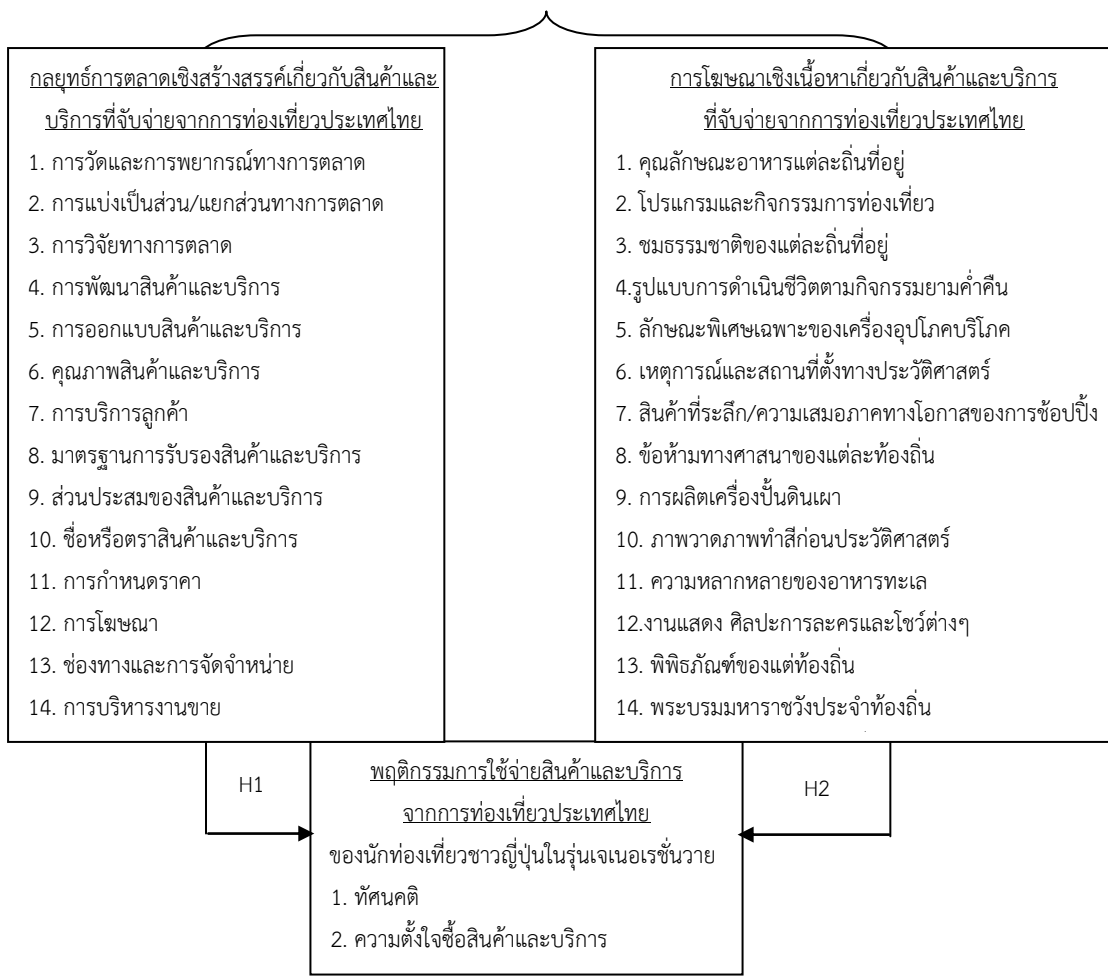 กลยุทธ์การตลาดเชิงสร้างสรรค์เกี่ยวกับสินค้าและ
บริการที่จับจ่ายจากการท่องเที่ยวประเทศไทย
1. การวัดและการพยากรณ์ทางการตลาด
2. การแบ่งเป็นส่วน/แยกส่วนทางการตลาด
3. การวิจัยทางการตลาด
4. การพัฒนาสินค้าและบริการ
5. การออกแบบสินค้าและบริการ
6. คุณภาพสินค้าและบริการ
7. การบริการลูกค้า
8. มาตรฐานการรับรองสินค้าและบริการ
9. ส่วนประสมของสินค้าและบริการ
10. ชื่อหรือตราสินค้าและบริการ
11. การกำหนดราคา
12. การโฆษณา
13. ช่องทางและการจัดจำหน่าย
14. การบริหารงานขาย
การโฆษณาเชิงเนื้อหาเกี่ยวกับสินค้าและบริการ
ที่จับจ่ายจากการท่องเที่ยวประเทศไทย
1. คุณลักษณะอาหารแต่ละถิ่นที่อยู่
2. โปรแกรมและกิจกรรมการท่องเที่ยว
3. ชมธรรมชาติของแต่ละถิ่นที่อยู่
4.รูปแบบการดำเนินชีวิตตามกิจกรรมยามค่ำคืน
5. ลักษณะพิเศษเฉพาะของเครื่องอุปโภคบริโภค
6. เหตุการณ์และสถานที่ตั้งทางประวัติศาสตร์
7. สินค้าที่ระลึก/ความเสมอภาคทางโอกาสของการช้อปปิ้ง
8. ข้อห้ามทางศาสนาของแต่ละท้องถิ่น
9. การผลิตเครื่องปั้นดินเผา
10. ภาพวาดภาพทำสีก่อนประวัติศาสตร์
11. ความหลากหลายของอาหารทะเล
12.งานแสดง ศิลปะการละครและโชว์ต่างๆ
13. พิพิธภัณฑ์ของแต่ท้องถิ่น
14. พระบรมมหาราชวังประจำท้องถิ่น
H1
H2
พฤติกรรมการใช้จ่ายสินค้าและบริการ
จากการท่องเที่ยวประเทศไทย
ของนักท่องเที่ยวชาวญี่ปุ่นในรุ่นเจเนอเรชั่นวาย
1. ทัศนคติ
2. ความตั้งใจซื้อสินค้าและบริการ